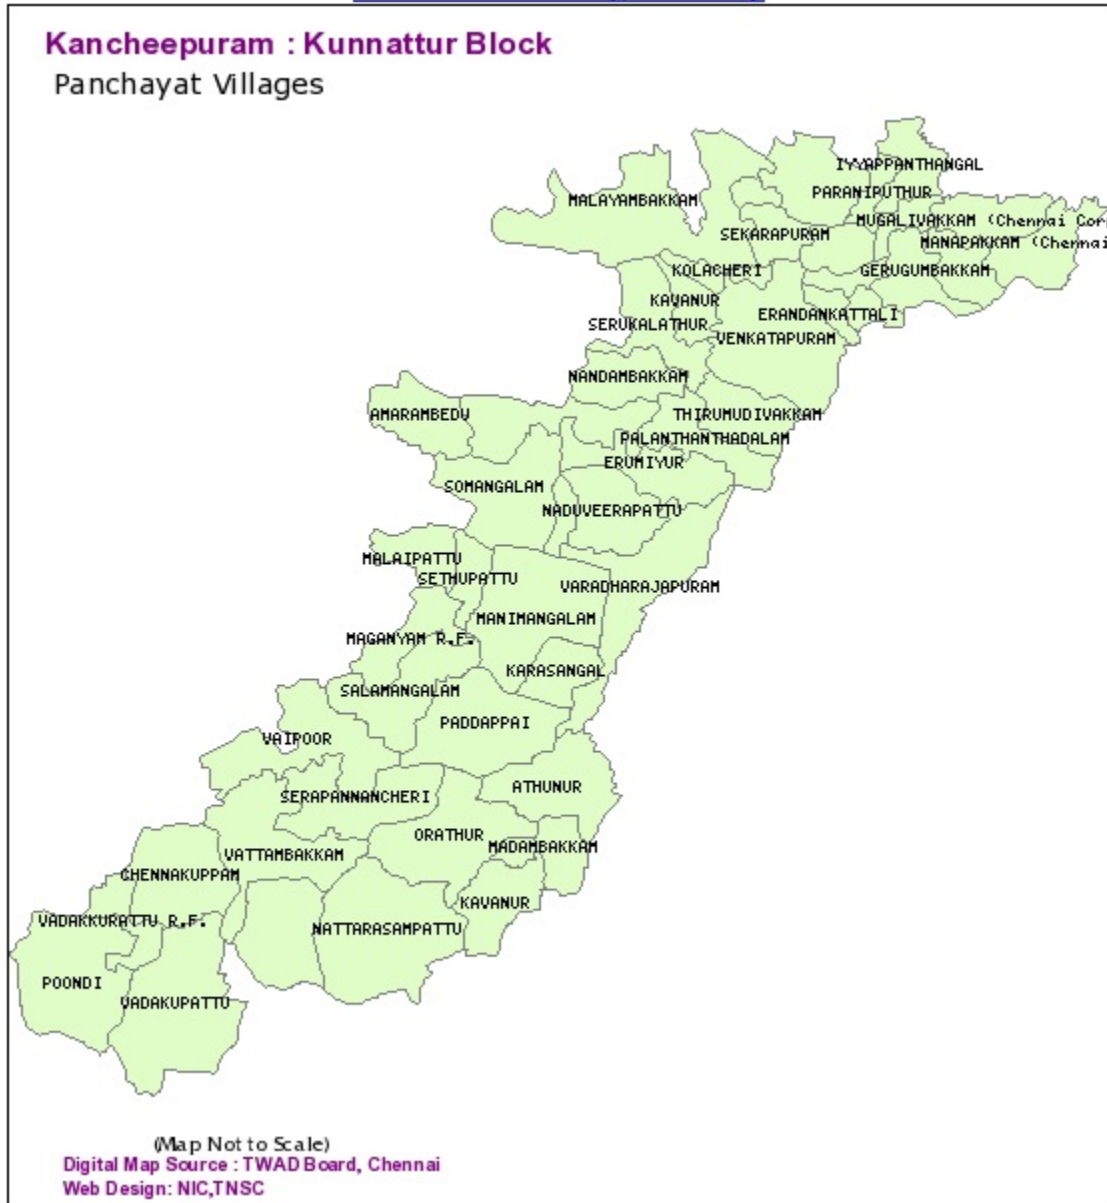 Kancheepuram : Kunnattur Block
Panchayat Villages
IYYAPPANTHANGAL
PARANIPUTHUR
MALAYAMBAKKAM
MUGALIVAKKAM (Chennai Cor
SEKARAPURAM
MANAPAKKAM (Chennai
KOLACHERI
GERUGUMBAKKAM
KAVANUR
ERANDANKATTALI
SERUKALATHUR
VENKATAPURAM
NANDAMBAKKAM
AMARAMBEDU
THIRUMUDIVAKKAM
PALANTHANTHADALAM
ERUMIYUR
SOMANGALAM
NADUVEERAPATTU
MALAIPATTU
SETHUPATTU
VARADHARAJAPURAM
MANIMANGALAM
MAGANYAM R.F.
KARASANGAL
SALAMANGALAM
PADDAPPAI
VAIPOOR
ATHUNUR
SERAPANNANCHERI
ORATHUR
MADAMBAKKAM
VATTAMBAKKAM
CHENNAKUPPAM
KAVANUR
VADAKKURATTU R.F.
NATTARASAMPATTU
POONDI
VADAKUPATTU
(Map Not to Scale)
Digital Map Source : TWAD Board, Chennai
Web Design: NIC,TNSC